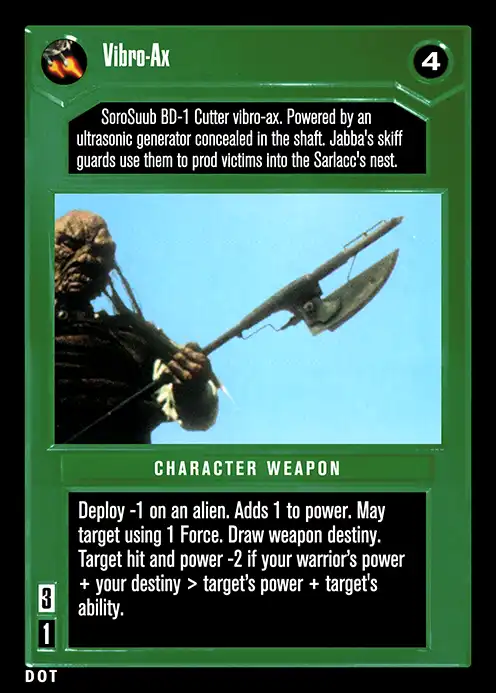 Vibro-Ax
4
SoroSuub BD-1 Cutter vibro-ax. Powered by an
ultrasonic generator concealed in the shaft. Jabba's skiff
guards use them to prod victims into the Sarlacc's nest.
CHARACTER WEAPON
Deploy -1 on an alien. Adds 1 to power. May
target using 1 Force. Draw weapon destiny.
Target hit and power -2 if your warrior's power
+ your destiny > target's power + target's
ability.
3
1
DOT